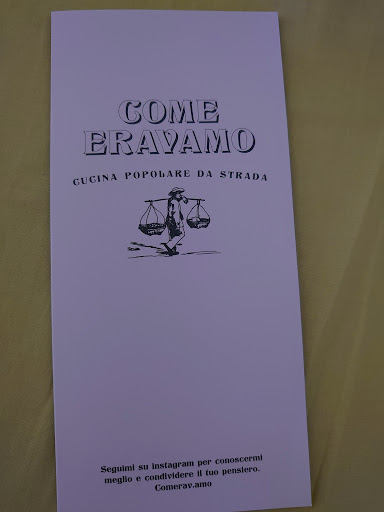 COME
ERAVAMO
CUCINA POPOLARE DA STRADA
Seguimi su instagram per conoscermi
meglio e condividere il tuo pensiero.
Comerav.amo